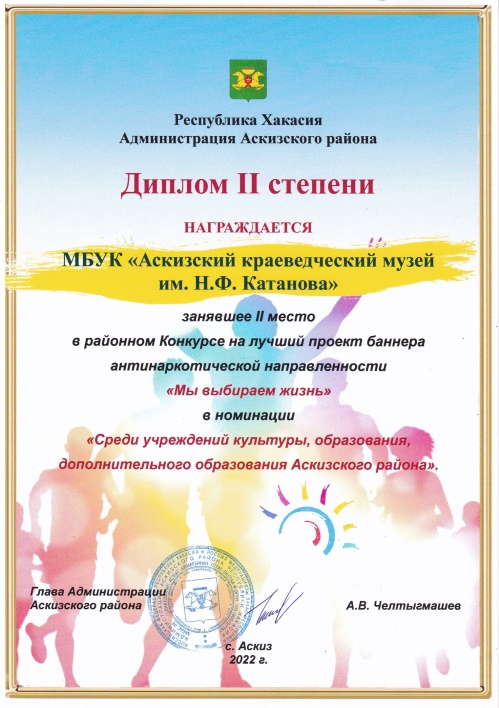 Республика Хакасия
Администрация Аскизского района
Диплом II степени
НАГРАЖДАЕТСЯ
МБУК «Аскизский краеведческий музей
им. Н.Ф. Катанова»
занявшее II место
в районном Конкурсе на лучший проект баннера
антинаркотической направленности
«Мы выбираем жизнь»
в номинации
«Среди учреждений культуры, образования,
дополнительного образования Аскизского района».
Глава Администрации
Аскизского района
А.В. Челтыгмашев
с. Аскиз
2022 г.